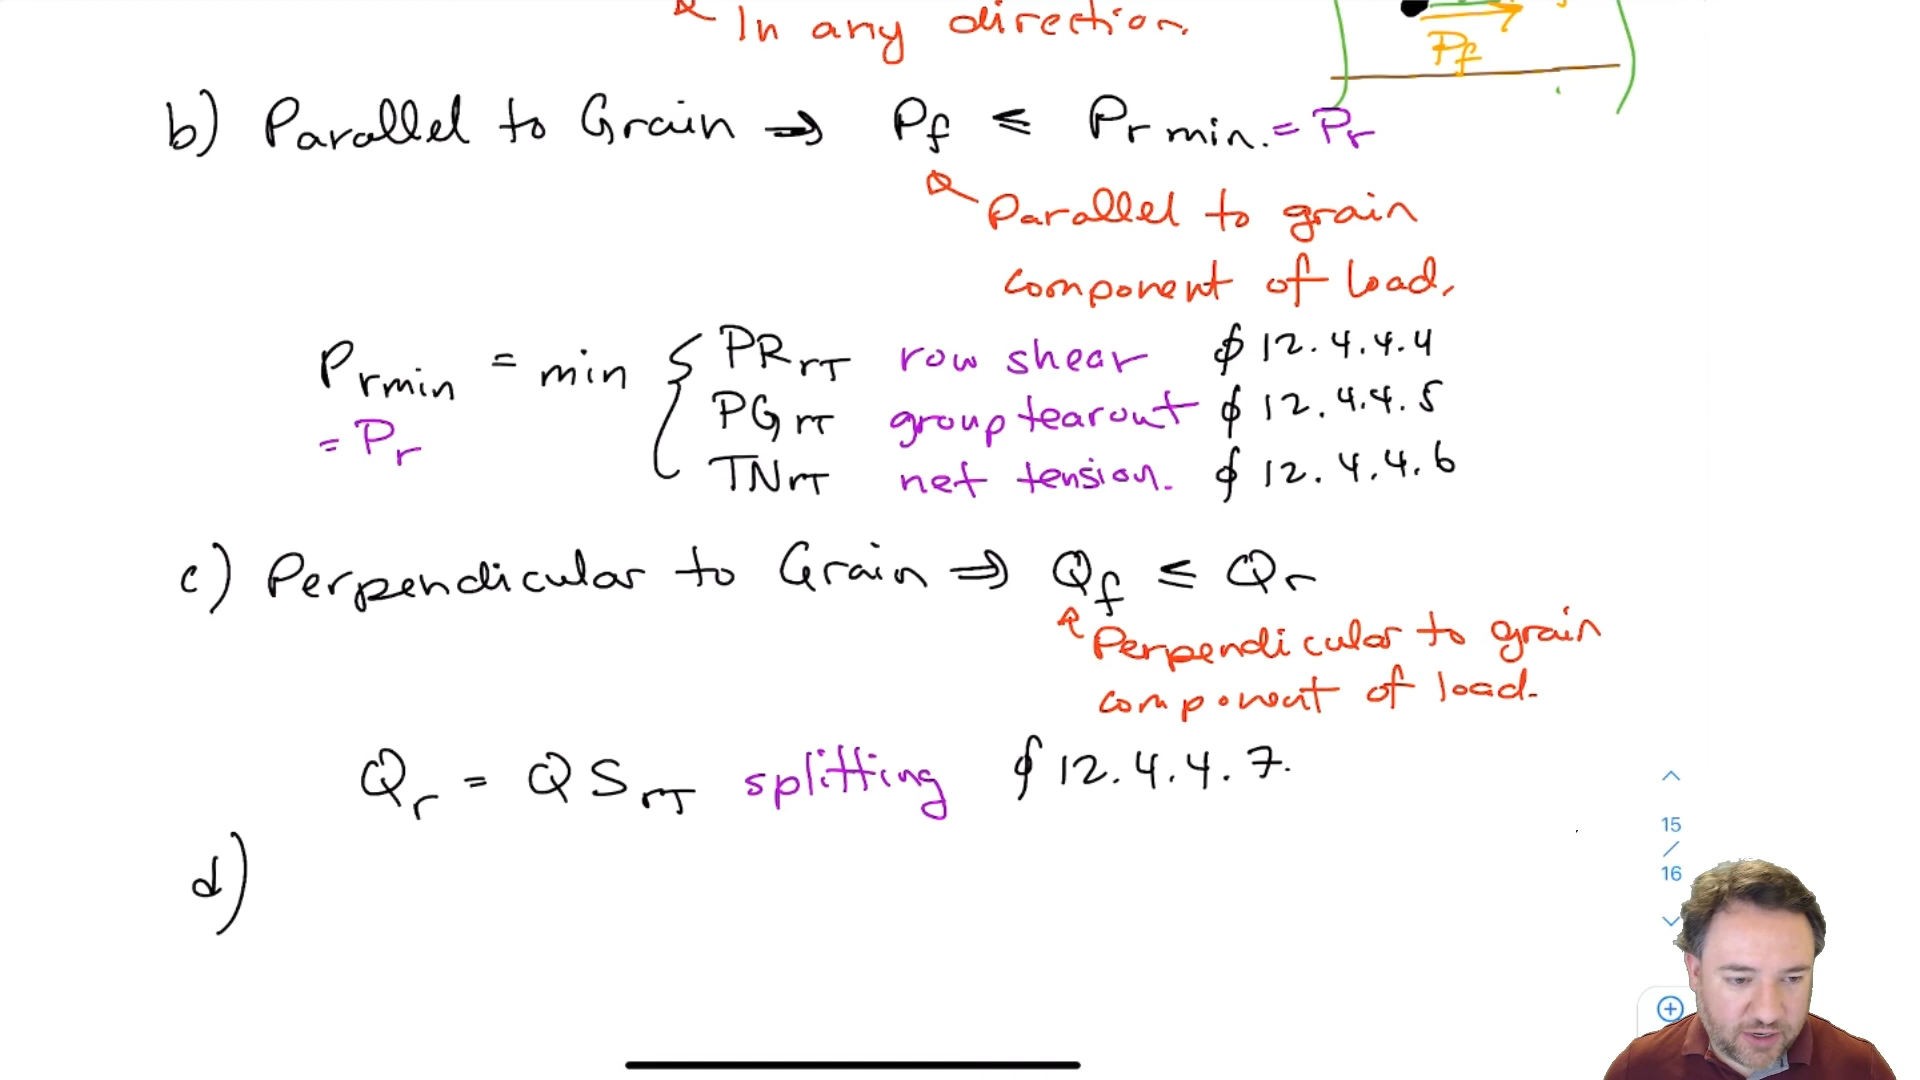 In any direction.
Pf
b) Parallel to Grain → Pf ≤ Pr min. = Pr
Parallel to grain
component of load,
Prmin = min { PRrT row shear § 12.4.4.4
= Pr PGrT group tearout § 12.4.4.5
TNrT net tension. § 12.4.4.6
c) Perpendicular to Grain ⇒ Qf ≤ Qr
Perpendicular to grain
component of load.
Qr = QSrT splitting § 12.4.4.7.
d)
15
/
16